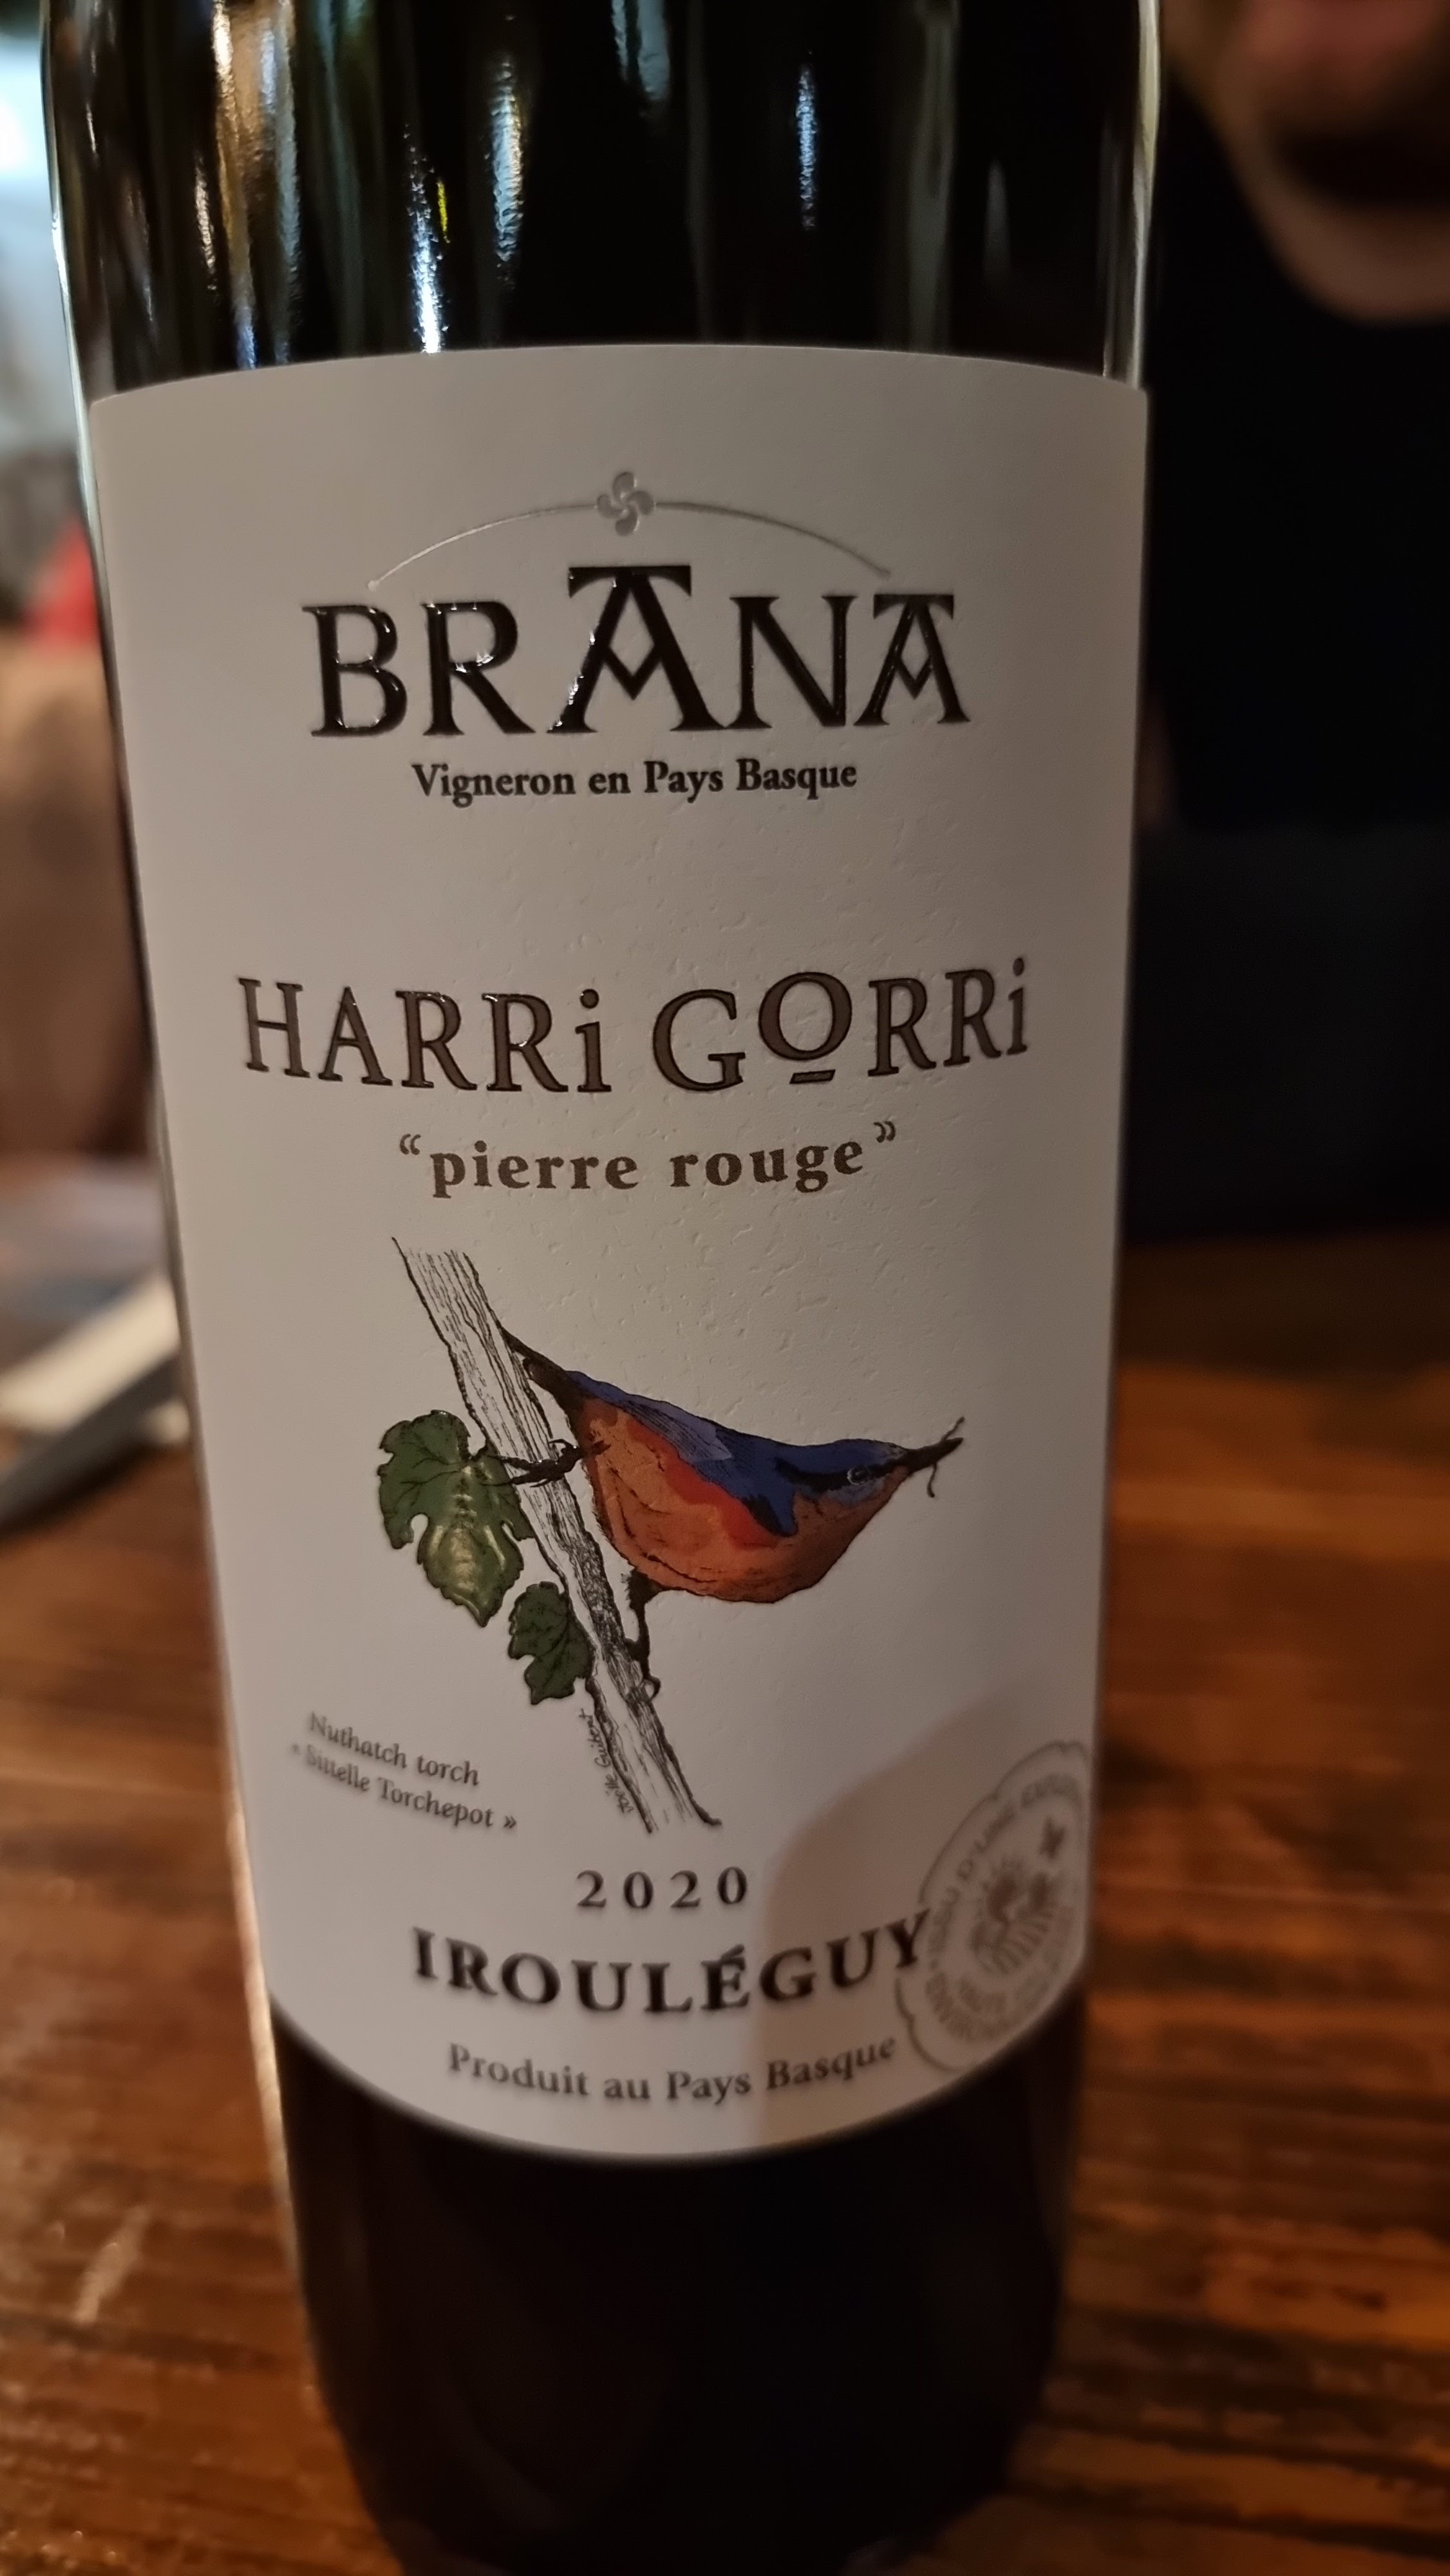 BRANA
Vigneron en Pays Basque
HARRi GORRi
“pierre rouge”
Nuthatch torch
« Sittelle Torchepot »
2020
IROULÉGUY
Produit au Pays Basque
D'UNE